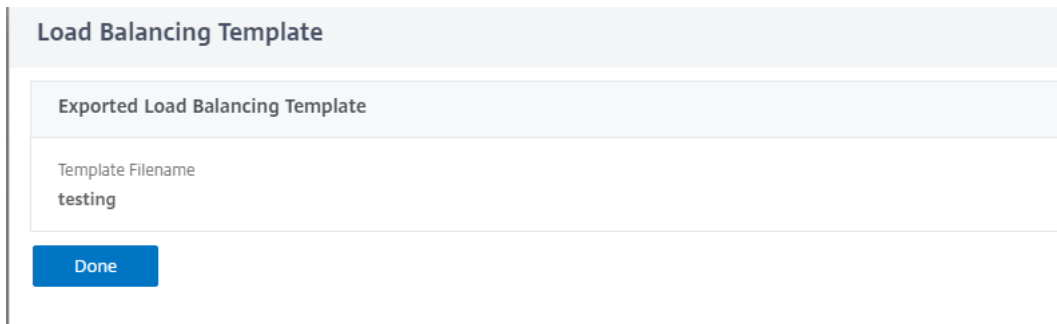 Load Balancing Template
Exported Load Balancing Template
Template Filename
testing
Done